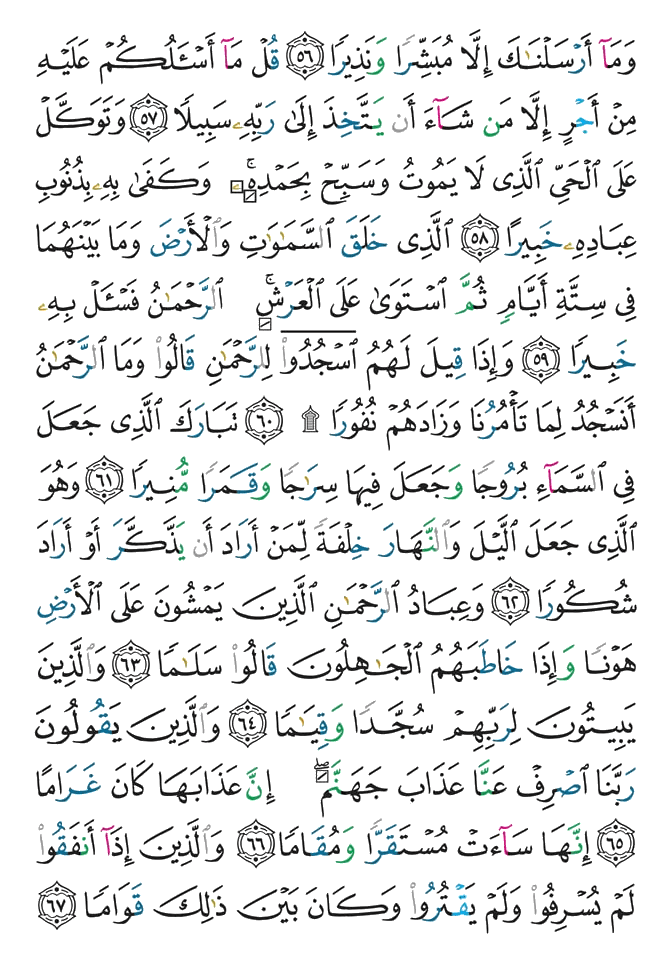 وَمَآ أَرْسَلْنَـٰكَ إِلَّا مُبَشِّرًا وَنَذِيرًا ﴿٥٦﴾ قُلْ مَآ أَسْـَٔلُكُمْ عَلَيْهِ
مِنْ أَجْرٍ إِلَّا مَن شَآءَ أَن يَتَّخِذَ إِلَىٰ رَبِّهِۦ سَبِيلًا ﴿٥٧﴾ وَتَوَكَّلْ
عَلَى ٱلْحَىِّ ٱلَّذِى لَا يَمُوتُ وَسَبِّحْ بِحَمْدِهِۦ ۚ وَكَفَىٰ بِهِۦ بِذُنُوبِ
عِبَادِهِۦ خَبِيرًا ﴿٥٨﴾ ٱلَّذِى خَلَقَ ٱلسَّمَـٰوَٰتِ وَٱلْأَرْضَ وَمَا بَيْنَهُمَا
فِى سِتَّةِ أَيَّامٍ ثُمَّ ٱسْتَوَىٰ عَلَى ٱلْعَرْشِ ۚ ٱلرَّحْمَـٰنُ فَسْـَٔلْ بِهِۦ
خَبِيرًا ﴿٥٩﴾ وَإِذَا قِيلَ لَهُمُ ٱسْجُدُوا۟ لِلرَّحْمَـٰنِ قَالُوا۟ وَمَا ٱلرَّحْمَـٰنُ
أَنَسْجُدُ لِمَا تَأْمُرُنَا وَزَادَهُمْ نُفُورًا ۩ ﴿٦٠﴾ تَبَارَكَ ٱلَّذِى جَعَلَ
فِى ٱلسَّمَآءِ بُرُوجًا وَجَعَلَ فِيهَا سِرَٰجًا وَقَمَرًا مُّنِيرًا ﴿٦١﴾ وَهُوَ
ٱلَّذِى جَعَلَ ٱلَّيْلَ وَٱلنَّهَارَ خِلْفَةً لِّمَنْ أَرَادَ أَن يَذَّكَّرَ أَوْ أَرَادَ
شُكُورًا ﴿٦٢﴾ وَعِبَادُ ٱلرَّحْمَـٰنِ ٱلَّذِينَ يَمْشُونَ عَلَى ٱلْأَرْضِ
هَوْنًا وَإِذَا خَاطَبَهُمُ ٱلْجَـٰهِلُونَ قَالُوا۟ سَلَـٰمًا ﴿٦٣﴾ وَٱلَّذِينَ
يَبِيتُونَ لِرَبِّهِمْ سُجَّدًا وَقِيَـٰمًا ﴿٦٤﴾ وَٱلَّذِينَ يَقُولُونَ
رَبَّنَا ٱصْرِفْ عَنَّا عَذَابَ جَهَنَّمَ ۖ إِنَّ عَذَابَهَا كَانَ غَرَامًا
﴿٦٥﴾ إِنَّهَا سَآءَتْ مُسْتَقَرًّا وَمُقَامًا ﴿٦٦﴾ وَٱلَّذِينَ إِذَآ أَنفَقُوا۟
لَمْ يُسْرِفُوا۟ وَلَمْ يَقْتُرُوا۟ وَكَانَ بَيْنَ ذَٰلِكَ قَوَامًا ﴿٦٧﴾